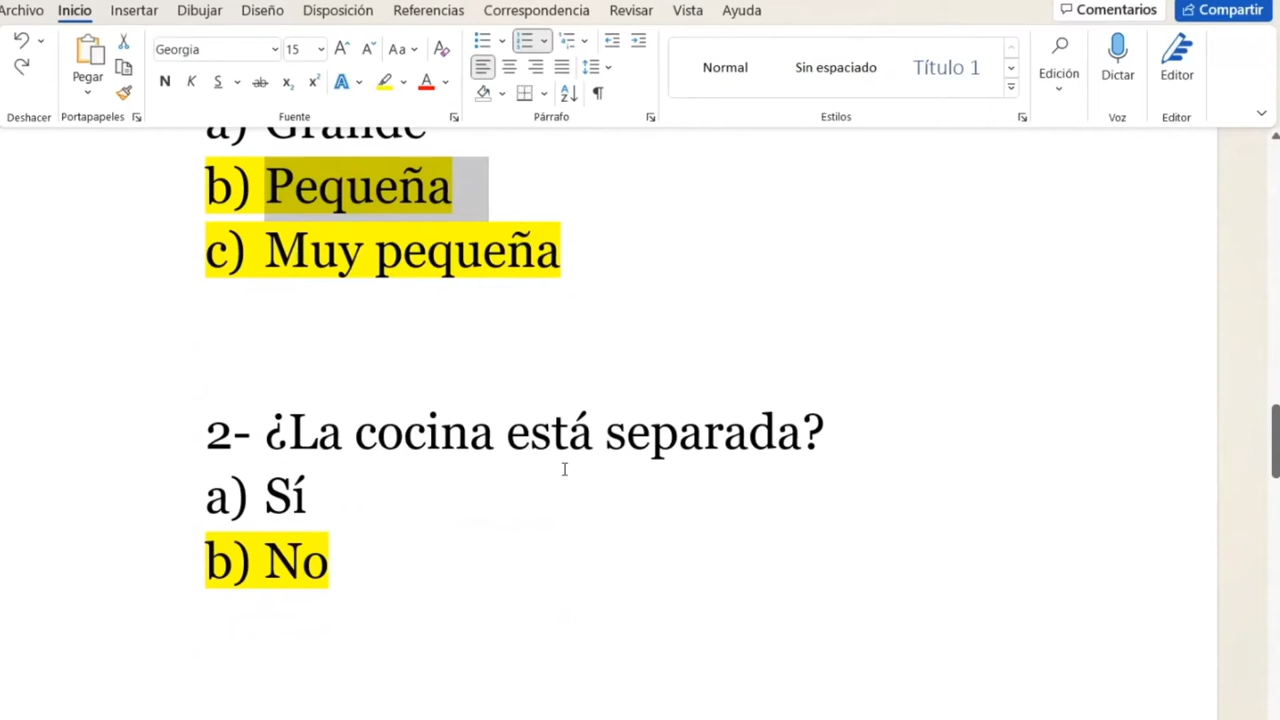 Archivo Inicio Insertar Dibujar Diseño Disposición Referencias Correspondencia Revisar Vista Ayuda Comentarios Compartir
Georgia 15 Aa
Pegar
N K S ab x₂ x² A A
Normal Sin espaciado Título 1
Edición Dictar Editor
Deshacer Portapapeles Fuente Párrafo Estilos Voz Editor
a) Grande
b) Pequeña
c) Muy pequeña
2- ¿La cocina está separada?
a) Sí
b) No